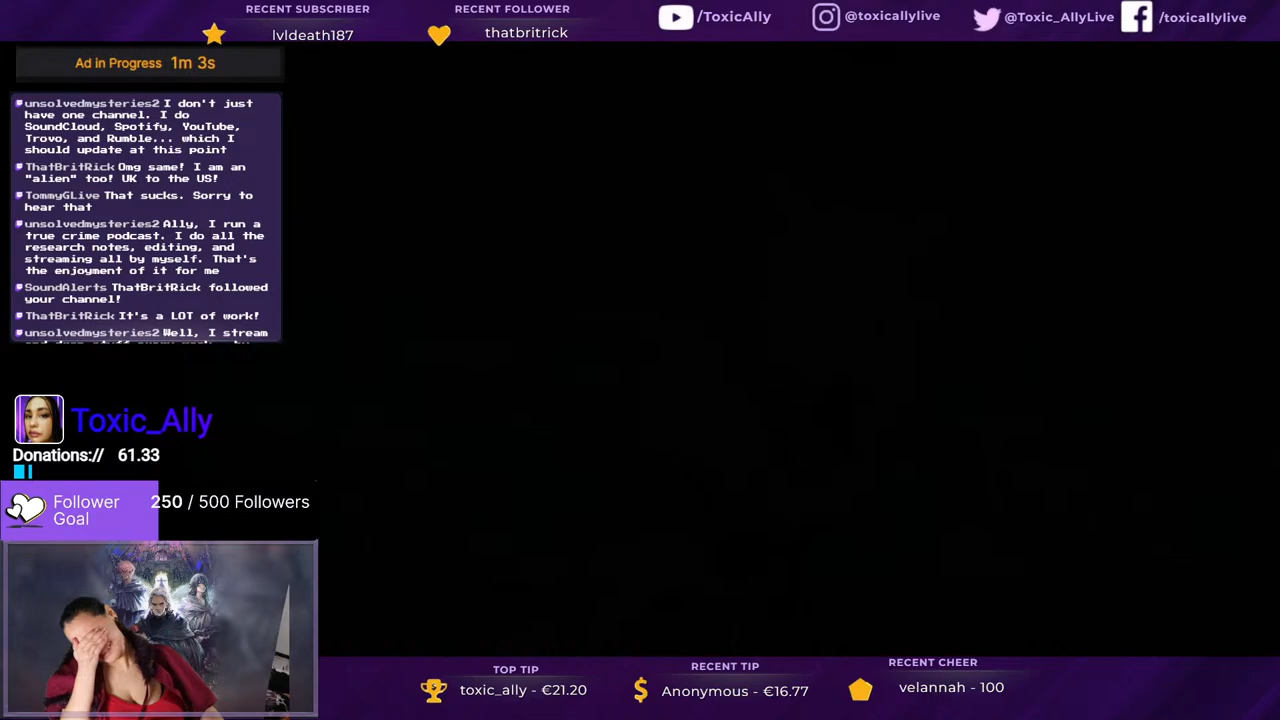 RECENT SUBSCRIBER
lvldeath187
RECENT FOLLOWER
thatbritrick
/ToxicAlly
@toxicallylive
@Toxic_AllyLive
/toxicallylive
Ad in Progress 1m 3s
unsolvedmysteries2 I don't just
have one channel. I do
SoundCloud, Spotify, YouTube,
Trovo, and Rumble... which I
should update at this point
ThatBritRick Omg same! I am an
"alien" too! UK to the US!
TommyGLive That sucks. Sorry to
hear that
unsolvedmysteries2 Ally, I run a
true crime podcast. I do all the
research notes, editing, and
streaming all by myself. That's
the enjoyment of it for me
SoundAlerts ThatBritRick followed
your channel!
ThatBritRick It's a LOT of work!
unsolvedmysteries2 Well, I stream
Toxic_Ally
Donations:// 61.33
Follower
Goal
250 / 500 Followers
TOP TIP
toxic_ally - €21.20
RECENT TIP
Anonymous - €16.77
RECENT CHEER
velannah - 100